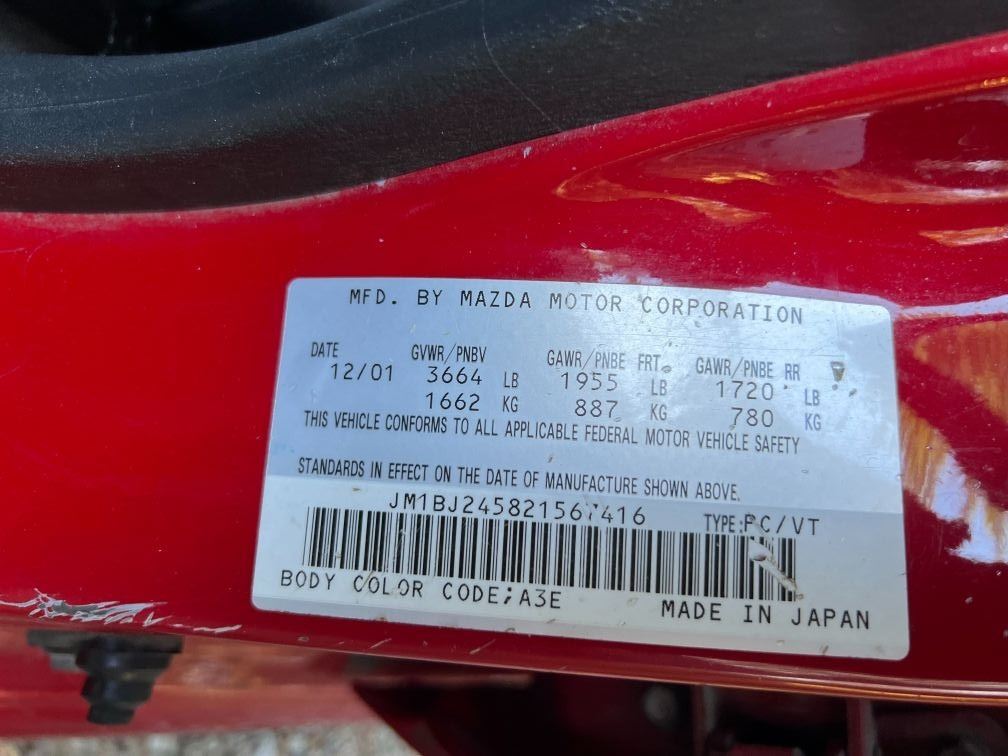 MFD. BY MAZDA MOTOR CORPORATION
DATE GVWR/PNBV GAWR/PNBE FRT. GAWR/PNBE RR
12/01 3664 LB 1955 LB 1720 LB
1662 KG 887 KG 780 KG
THIS VEHICLE CONFORMS TO ALL APPLICABLE FEDERAL MOTOR VEHICLE SAFETY
STANDARDS IN EFFECT ON THE DATE OF MANUFACTURE SHOWN ABOVE.
JM1BJ245821567416 TYPE:PC/VT
BODY COLOR CODE;A3E MADE IN JAPAN